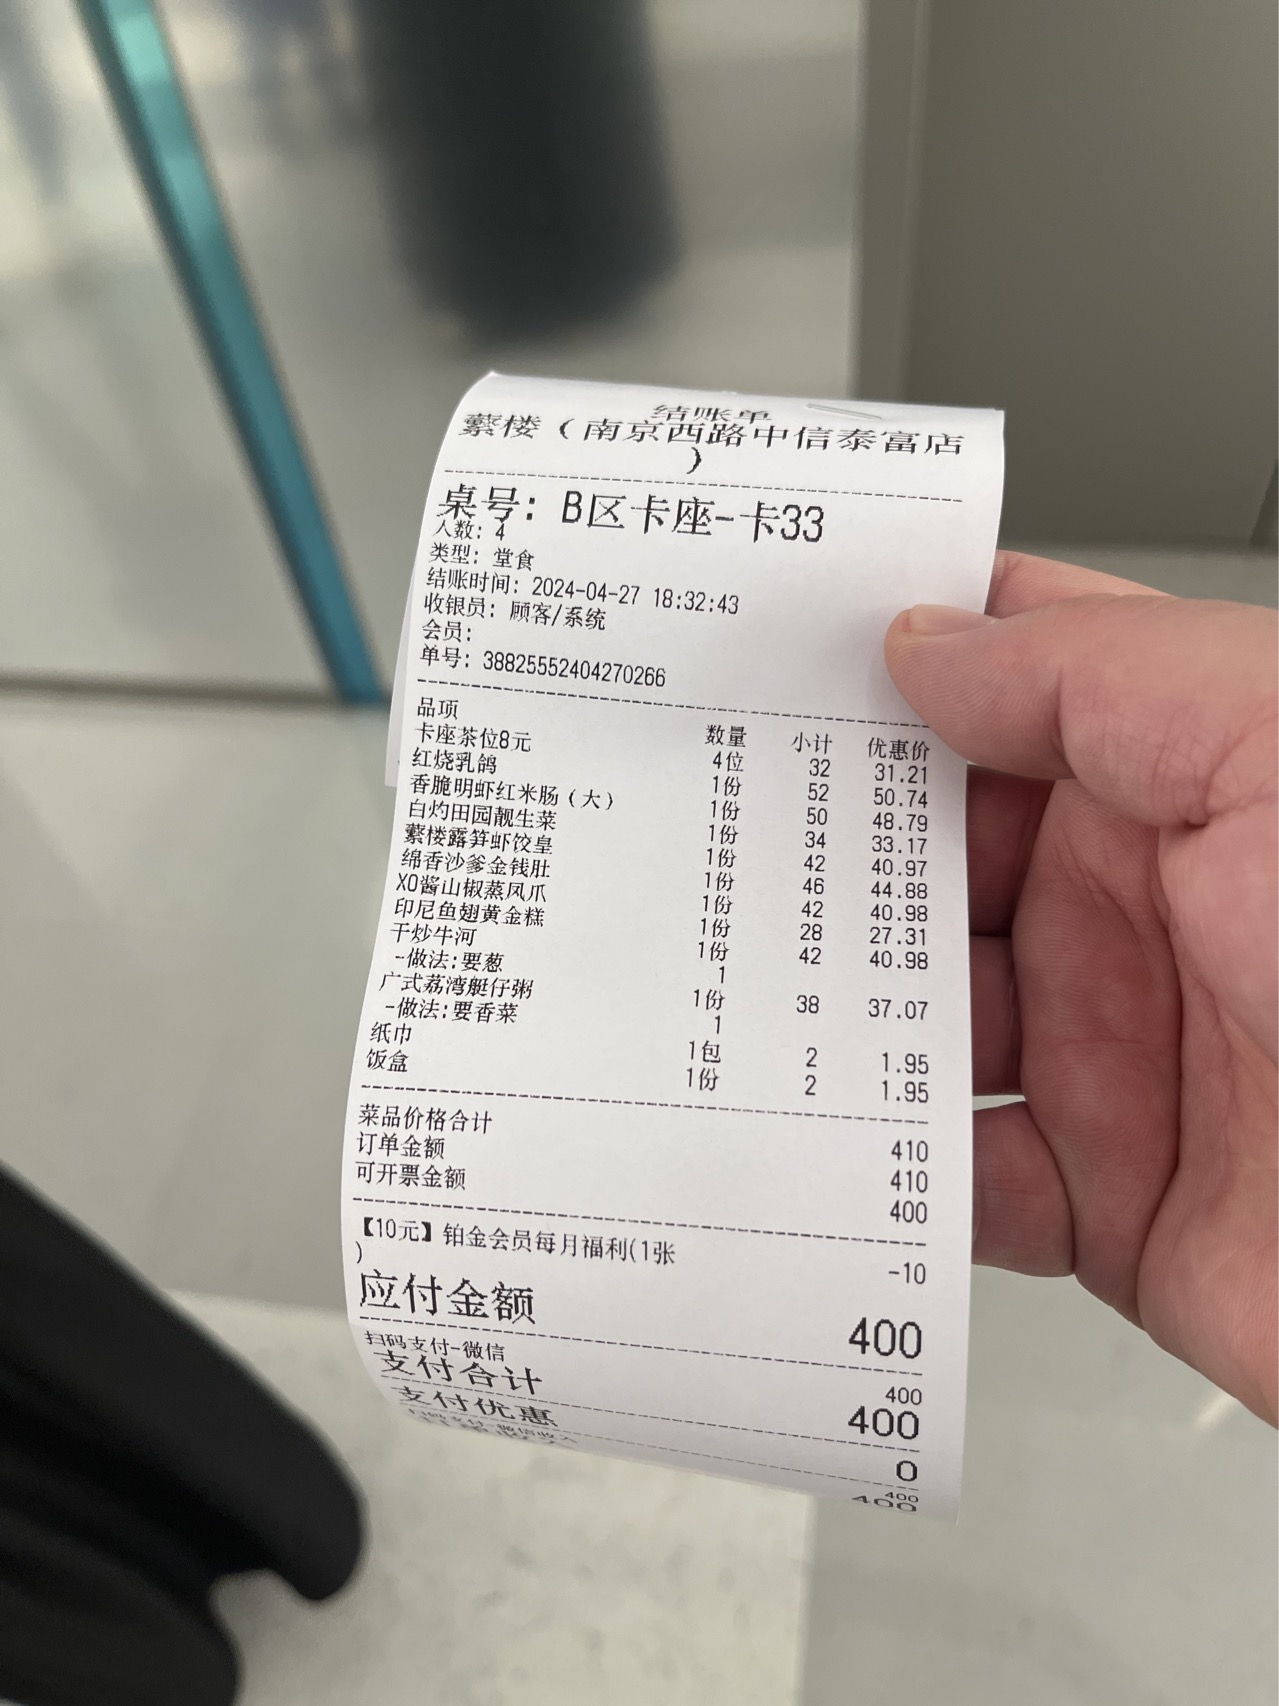 结账单
蘩楼（南京西路中信泰富店
）
桌号：B区卡座-卡33
人数：4
类型：堂食
结账时间：2024-04-27 18:32:43
收银员：顾客/系统
会员：
单号：38825552404270266
品项 数量 小计 优惠价
卡座茶位8元 4位 32 31.21
红烧乳鸽 1份 52 50.74
香脆明虾红米肠（大） 1份 50 48.79
白灼田园靓生菜 1份 34 33.17
蘩楼露笋虾饺皇 1份 42 40.97
绵香沙爹金钱肚 1份 46 44.88
XO酱山椒蒸凤爪 1份 42 40.98
印尼鱼翅黄金糕 1份 28 27.31
干炒牛河 1份 42 40.98
-做法:要葱 1
广式荔湾艇仔粥 1份 38 37.07
-做法:要香菜 1
纸巾 1包 2 1.95
饭盒 1份 2 1.95
菜品价格合计 410
订单金额 410
可开票金额 400
【10元】铂金会员每月福利(1张 -10
)
应付金额 400
扫码支付-微信 400
支付合计 400
支付优惠 0
扫码支付-微信收入 400
400